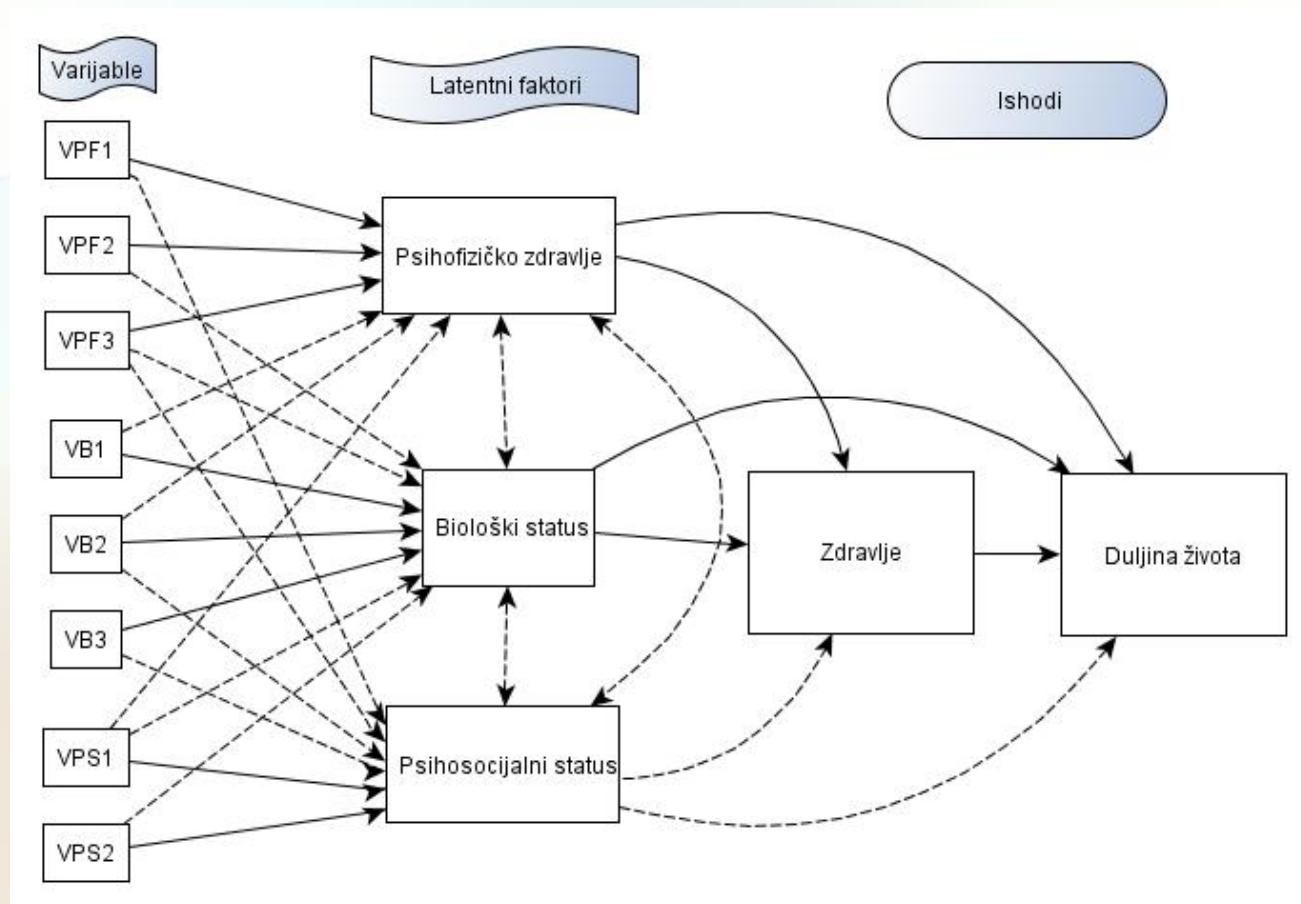 Varijable
Latentni faktori
Ishodi
VPF1
VPF2
VPF3
VB1
VB2
VB3
VPS1
VPS2
Psihofizičko zdravlje
Biološki status
Psihosocijalni status
Zdravlje
Duljina života